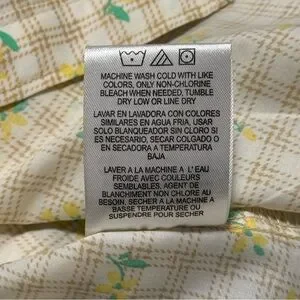 MACHINE WASH COLD WITH LIKE
COLORS, ONLY NON-CHLORINE
BLEACH WHEN NEEDED, TUMBLE
DRY LOW OR LINE DRY
LAVAR EN LAVADORA CON COLORES
SIMILARES EN AGUA FRIA, USAR
SOLO BLANQUEADOR SIN CLORO SI
ES NECESARIO, SECAR COLGADO O
EN SECADORA A TEMPERATURA
BAJA
LAVER A LA MACHINE A L' EAU
FROIDE AVEC COULEURS
SEMBLABLES, AGENT DE
BLANCHIMENT NON CHLORE AU
BESOIN, SECHER A LA MACHINE A
BASSE TEMPERATURE OU
SUSPENDRE POUR SECHER